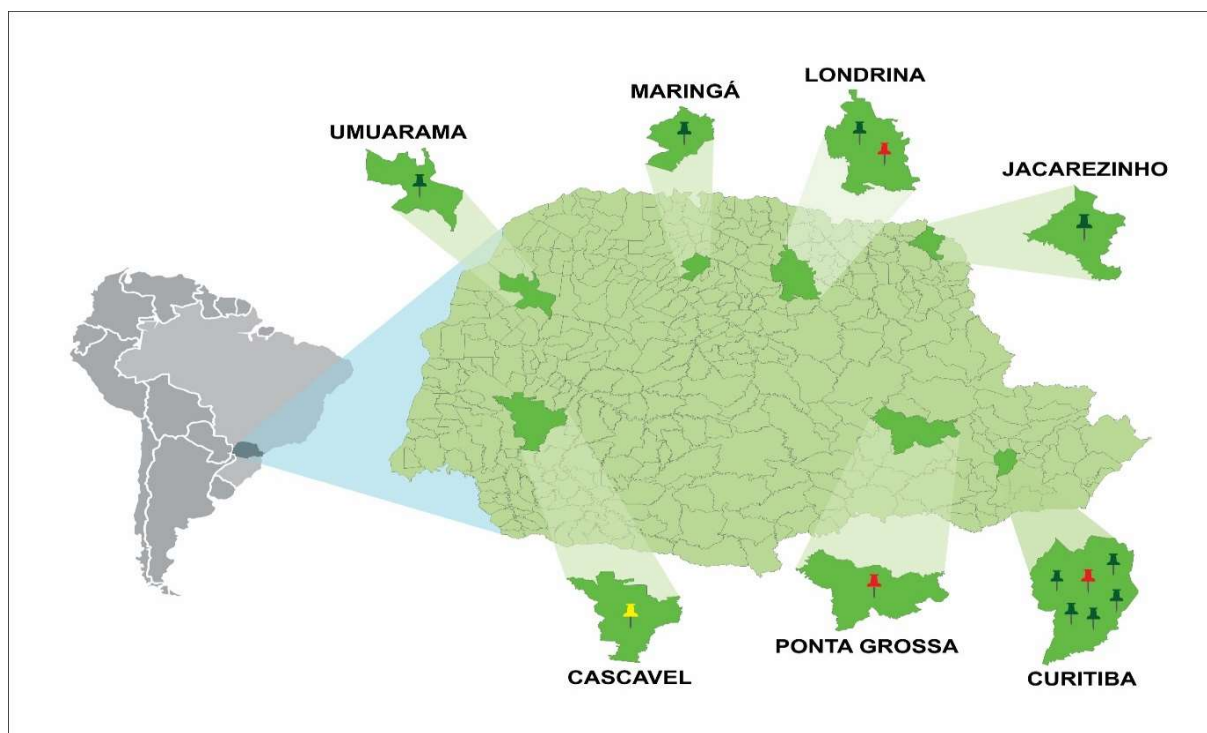 LONDRINA
MARINGÁ
UMUARAMA
JACAREZINHO
PONTA GROSSA
CASCAVEL
CURITIBA